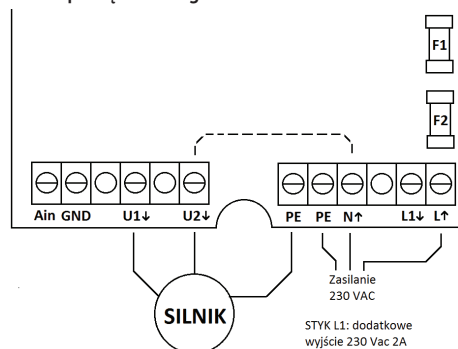 F1
F2
Ain GND U1↓ U2↓ PE PE N↑ L1↓ L↑
SILNIK
Zasilanie
230 VAC
STYK L1: dodatkowe
wyjście 230 Vac 2A